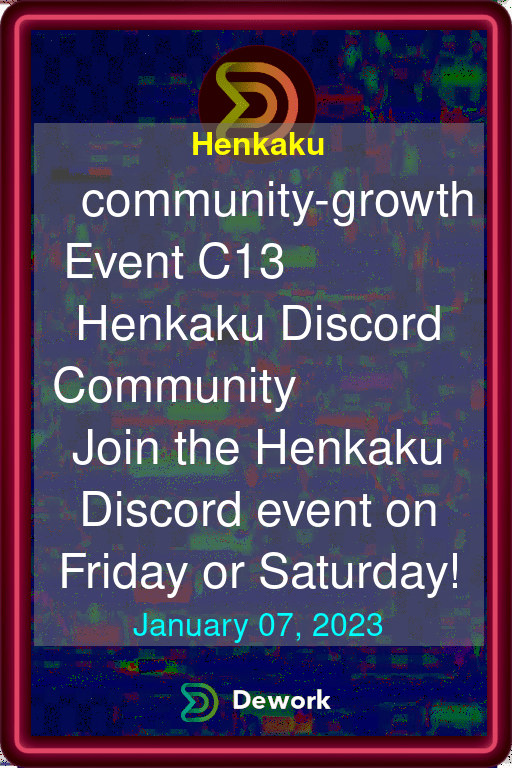 Henkaku
community-growth
Event C13
Henkaku Discord
Community
Join the Henkaku
Discord event on
Friday or Saturday!
January 07, 2023
Dework